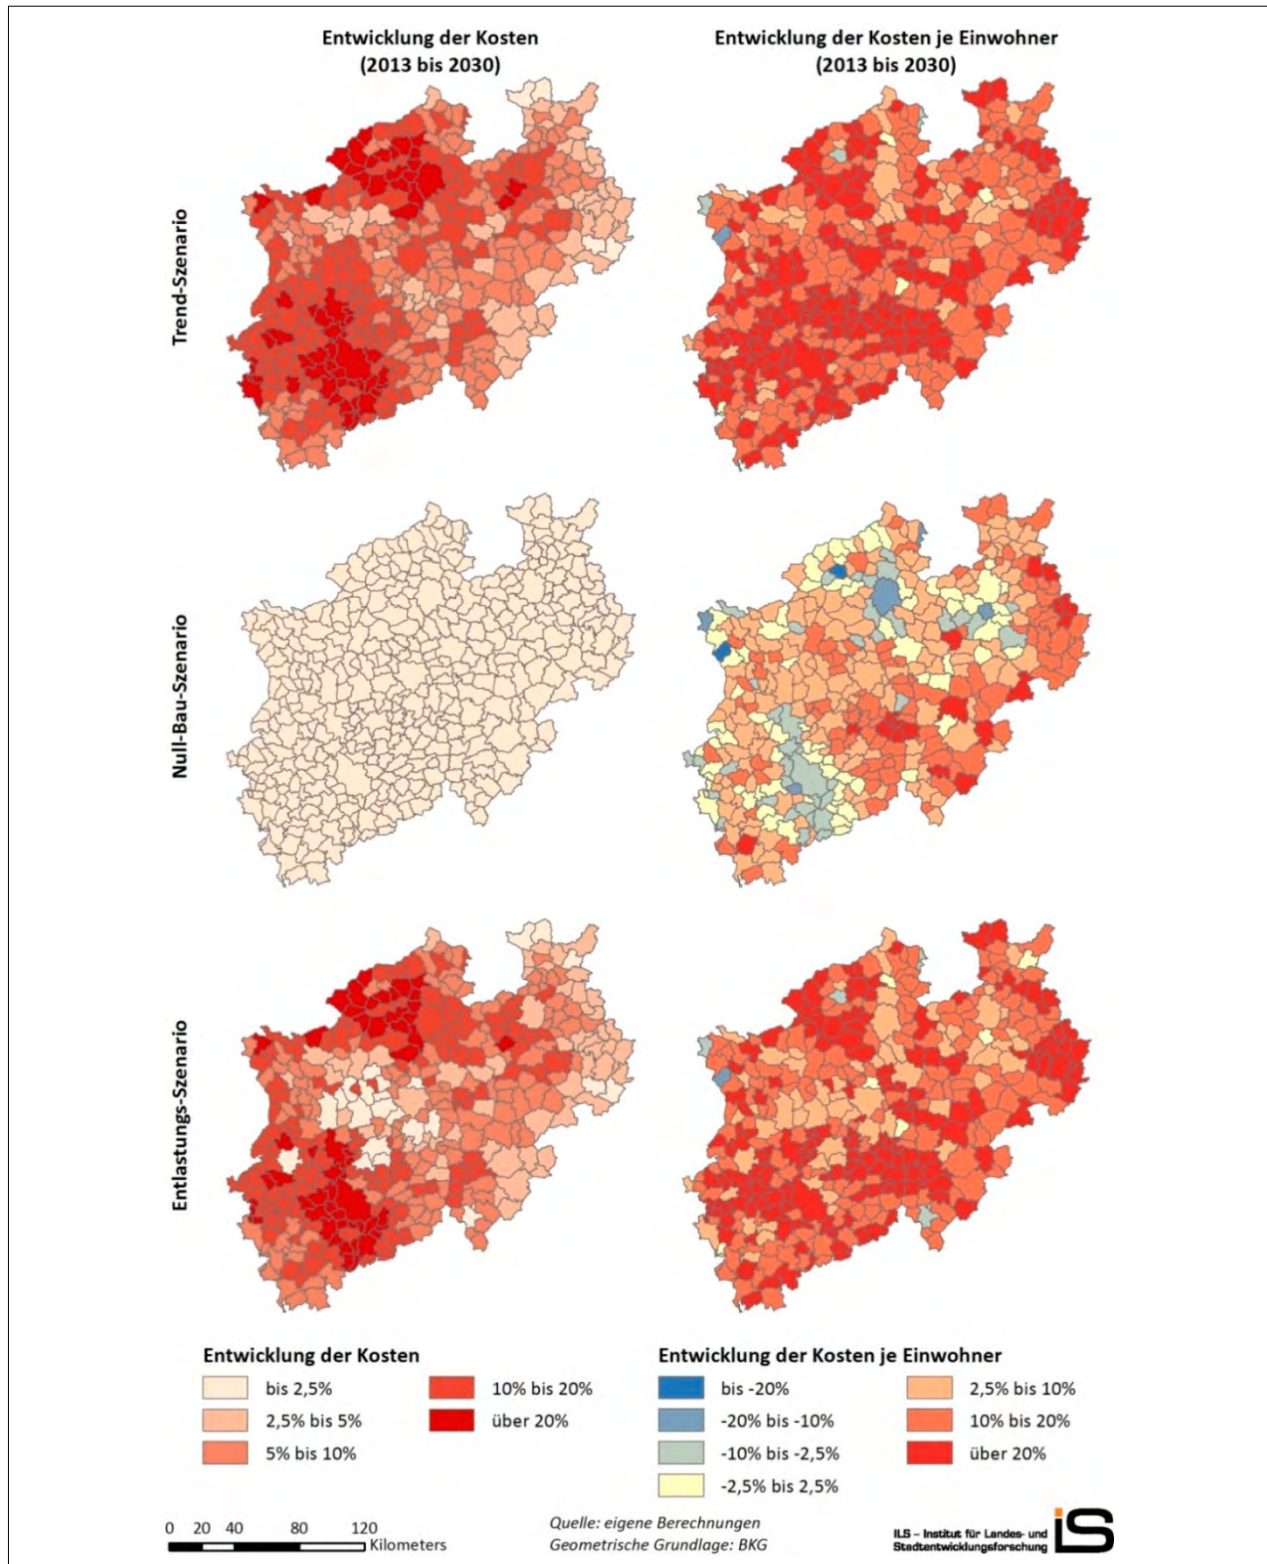 Entwicklung der Kosten
(2013 bis 2030)
Entwicklung der Kosten je Einwohner
(2013 bis 2030)
Trend-Szenario
Null-Bau-Szenario
Entlastungs-Szenario
Entwicklung der Kosten
bis 2,5%
2,5% bis 5%
5% bis 10%
10% bis 20%
über 20%
Entwicklung der Kosten je Einwohner
bis -20%
-20% bis -10%
-10% bis -2,5%
-2,5% bis 2,5%
2,5% bis 10%
10% bis 20%
über 20%
0 20 40 80 120
Kilometers
Quelle: eigene Berechnungen
Geometrische Grundlage: BKG
ILS – Institut für Landes- und
Stadtentwicklungsforschung
iLS